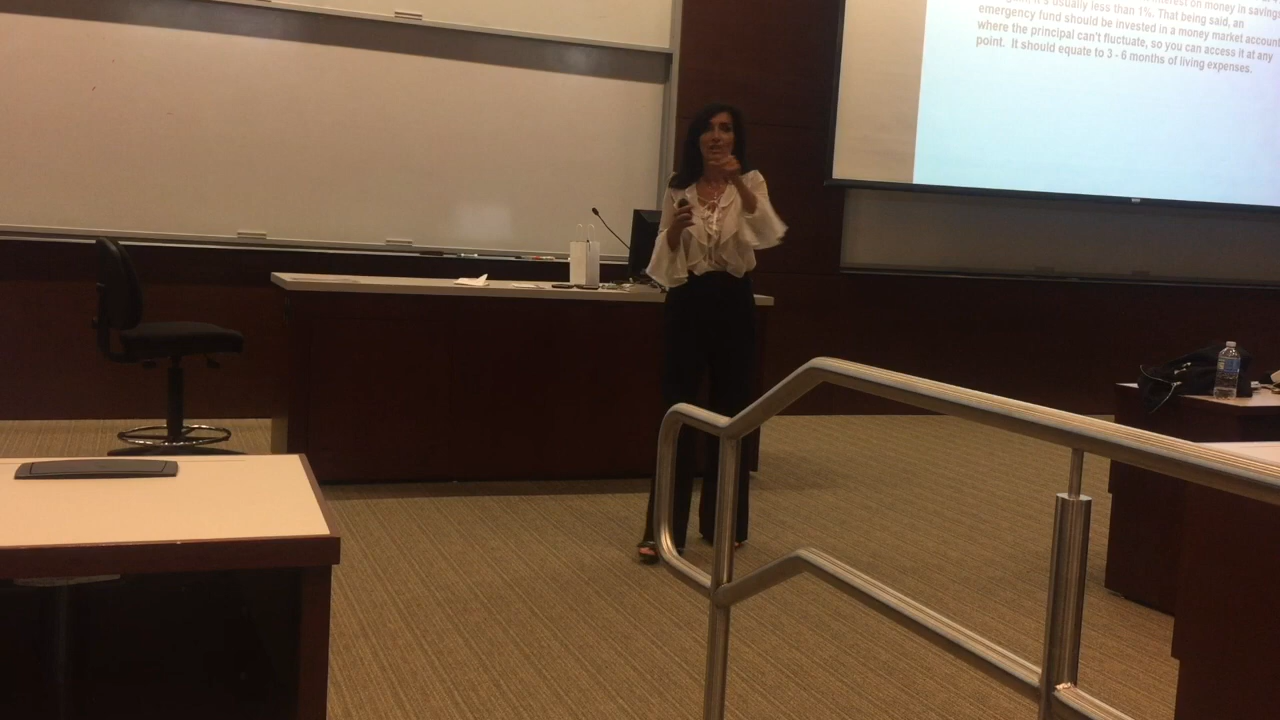 interest on money in savings
it's usually less than 1%. That being said, an
emergency fund should be invested in a money market account
where the principal can't fluctuate, so you can access it at any
point. It should equate to 3 - 6 months of living expenses.